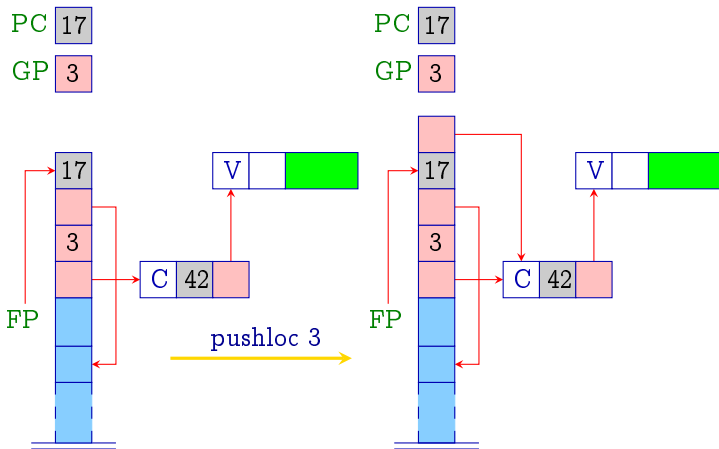 PC 17 PC 17
GP 3 GP 3
17 V 17 V
3 3
C 42 C 42
FP FP
pushloc 3